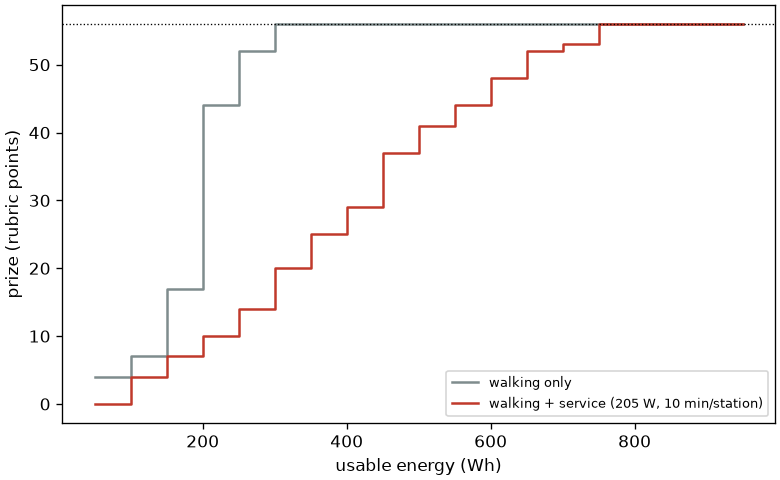 prize (rubric points)
50
40
30
20
10
0
200
400
600
800
usable energy (Wh)
walking only
walking + service (205 W, 10 min/station)